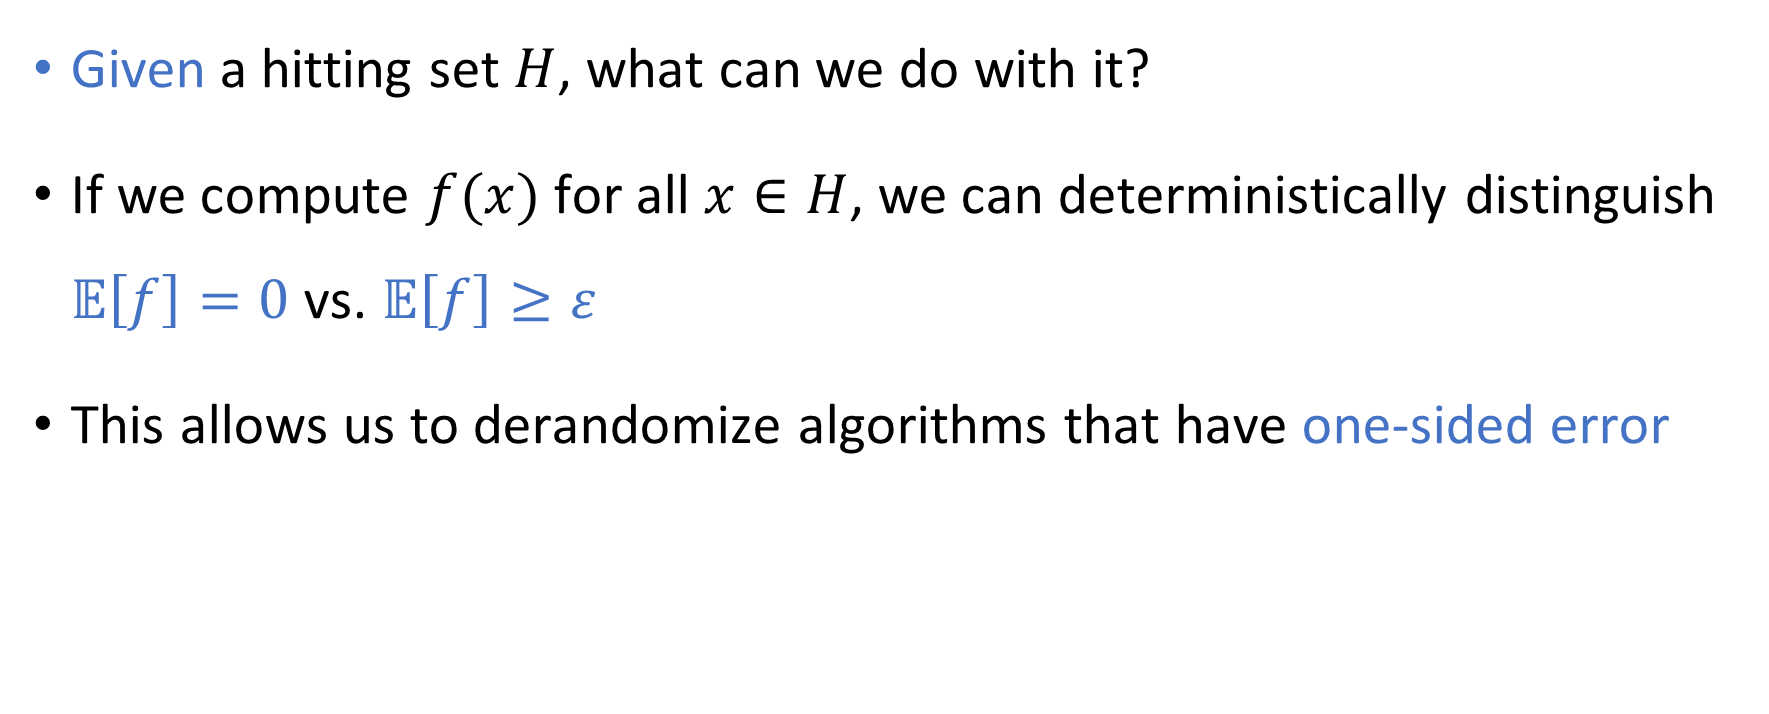 • Given a hitting set H, what can we do with it?
• If we compute f(x) for all x ∈ H, we can deterministically distinguish
𝔼[f] = 0 vs. 𝔼[f] ≥ ε
• This allows us to derandomize algorithms that have one-sided error